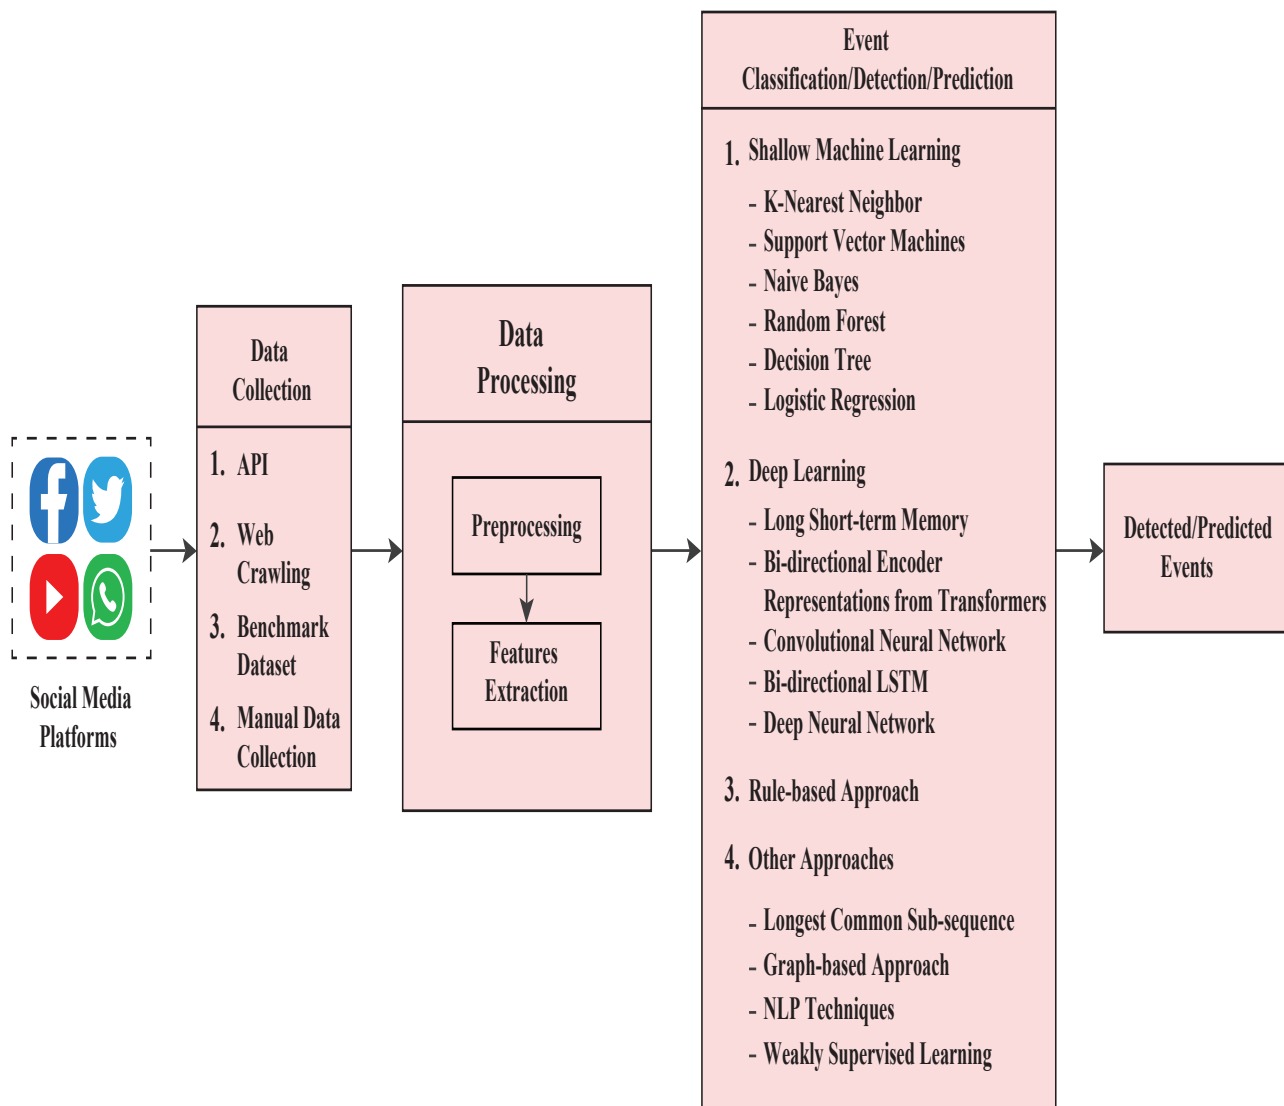 Social Media
Platforms
Data
Collection
1. API
2. Web
Crawling
3. Benchmark
Dataset
4. Manual Data
Collection
Data
Processing
Preprocessing
Features
Extraction
Event
Classification/Detection/Prediction
1. Shallow Machine Learning
- K-Nearest Neighbor
- Support Vector Machines
- Naive Bayes
- Random Forest
- Decision Tree
- Logistic Regression
2. Deep Learning
- Long Short-term Memory
- Bi-directional Encoder
Representations from Transformers
- Convolutional Neural Network
- Bi-directional LSTM
- Deep Neural Network
3. Rule-based Approach
4. Other Approaches
- Longest Common Sub-sequence
- Graph-based Approach
- NLP Techniques
- Weakly Supervised Learning
Detected/Predicted
Events